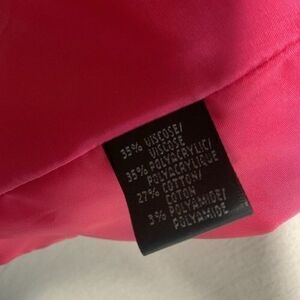 35% VISCOSE/
VISCOSE
35% POLYACRYLIC/
POLYACRYLIQUE
27% COTTON/
COTON
3% POLYAMIDE/
POLYAMIDE